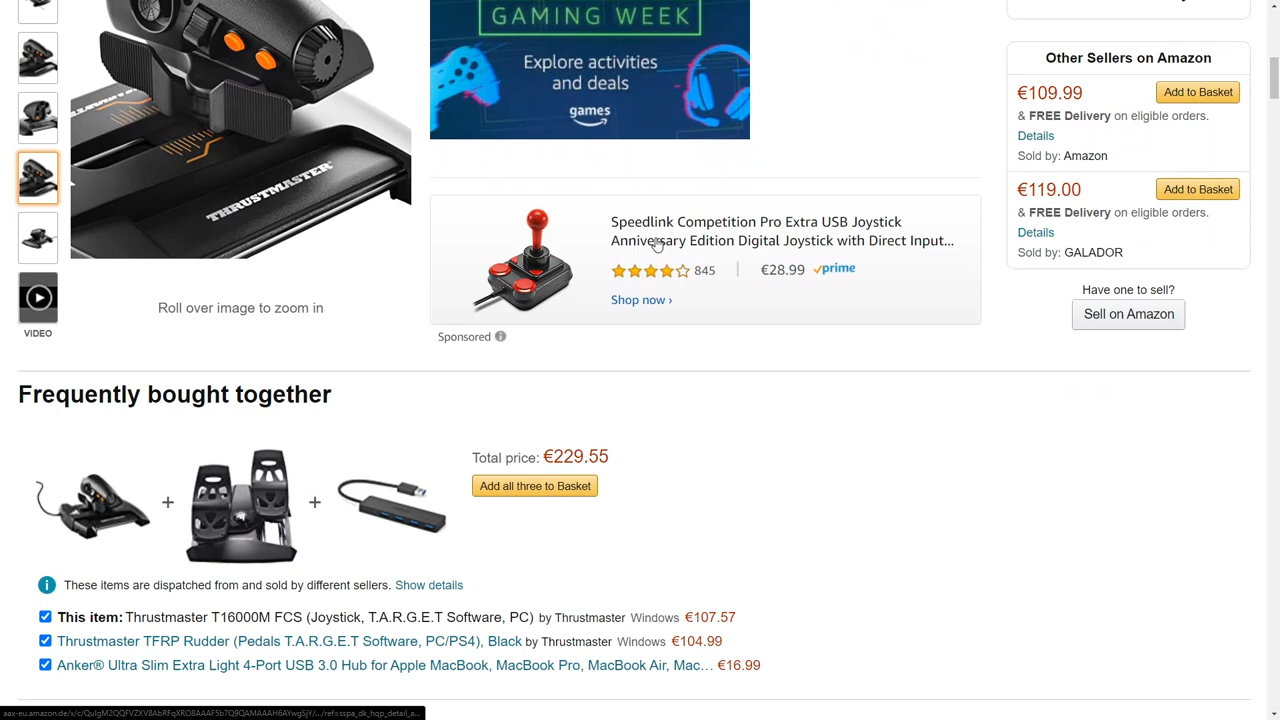 GAMING WEEK
Explore activities
and deals
games
THRUSTMASTER
VIDEO
Roll over image to zoom in
Speedlink Competition Pro Extra USB Joystick
Anniversary Edition Digital Joystick with Direct Input...
845
€28.99 prime
Shop now ›
Sponsored
Other Sellers on Amazon
€109.99 Add to Basket
& FREE Delivery on eligible orders.
Details
Sold by: Amazon
€119.00 Add to Basket
& FREE Delivery on eligible orders.
Details
Sold by: GALADOR
Have one to sell?
Sell on Amazon
Frequently bought together
Total price: €229.55
Add all three to Basket
These items are dispatched from and sold by different sellers. Show details
This item: Thrustmaster T16000M FCS (Joystick, T.A.R.G.E.T Software, PC) by Thrustmaster Windows €107.57
Thrustmaster TFRP Rudder (Pedals T.A.R.G.E.T Software, PC/PS4), Black by Thrustmaster Windows €104.99
Anker® Ultra Slim Extra Light 4-Port USB 3.0 Hub for Apple MacBook, MacBook Pro, MacBook Air, Mac... €16.99